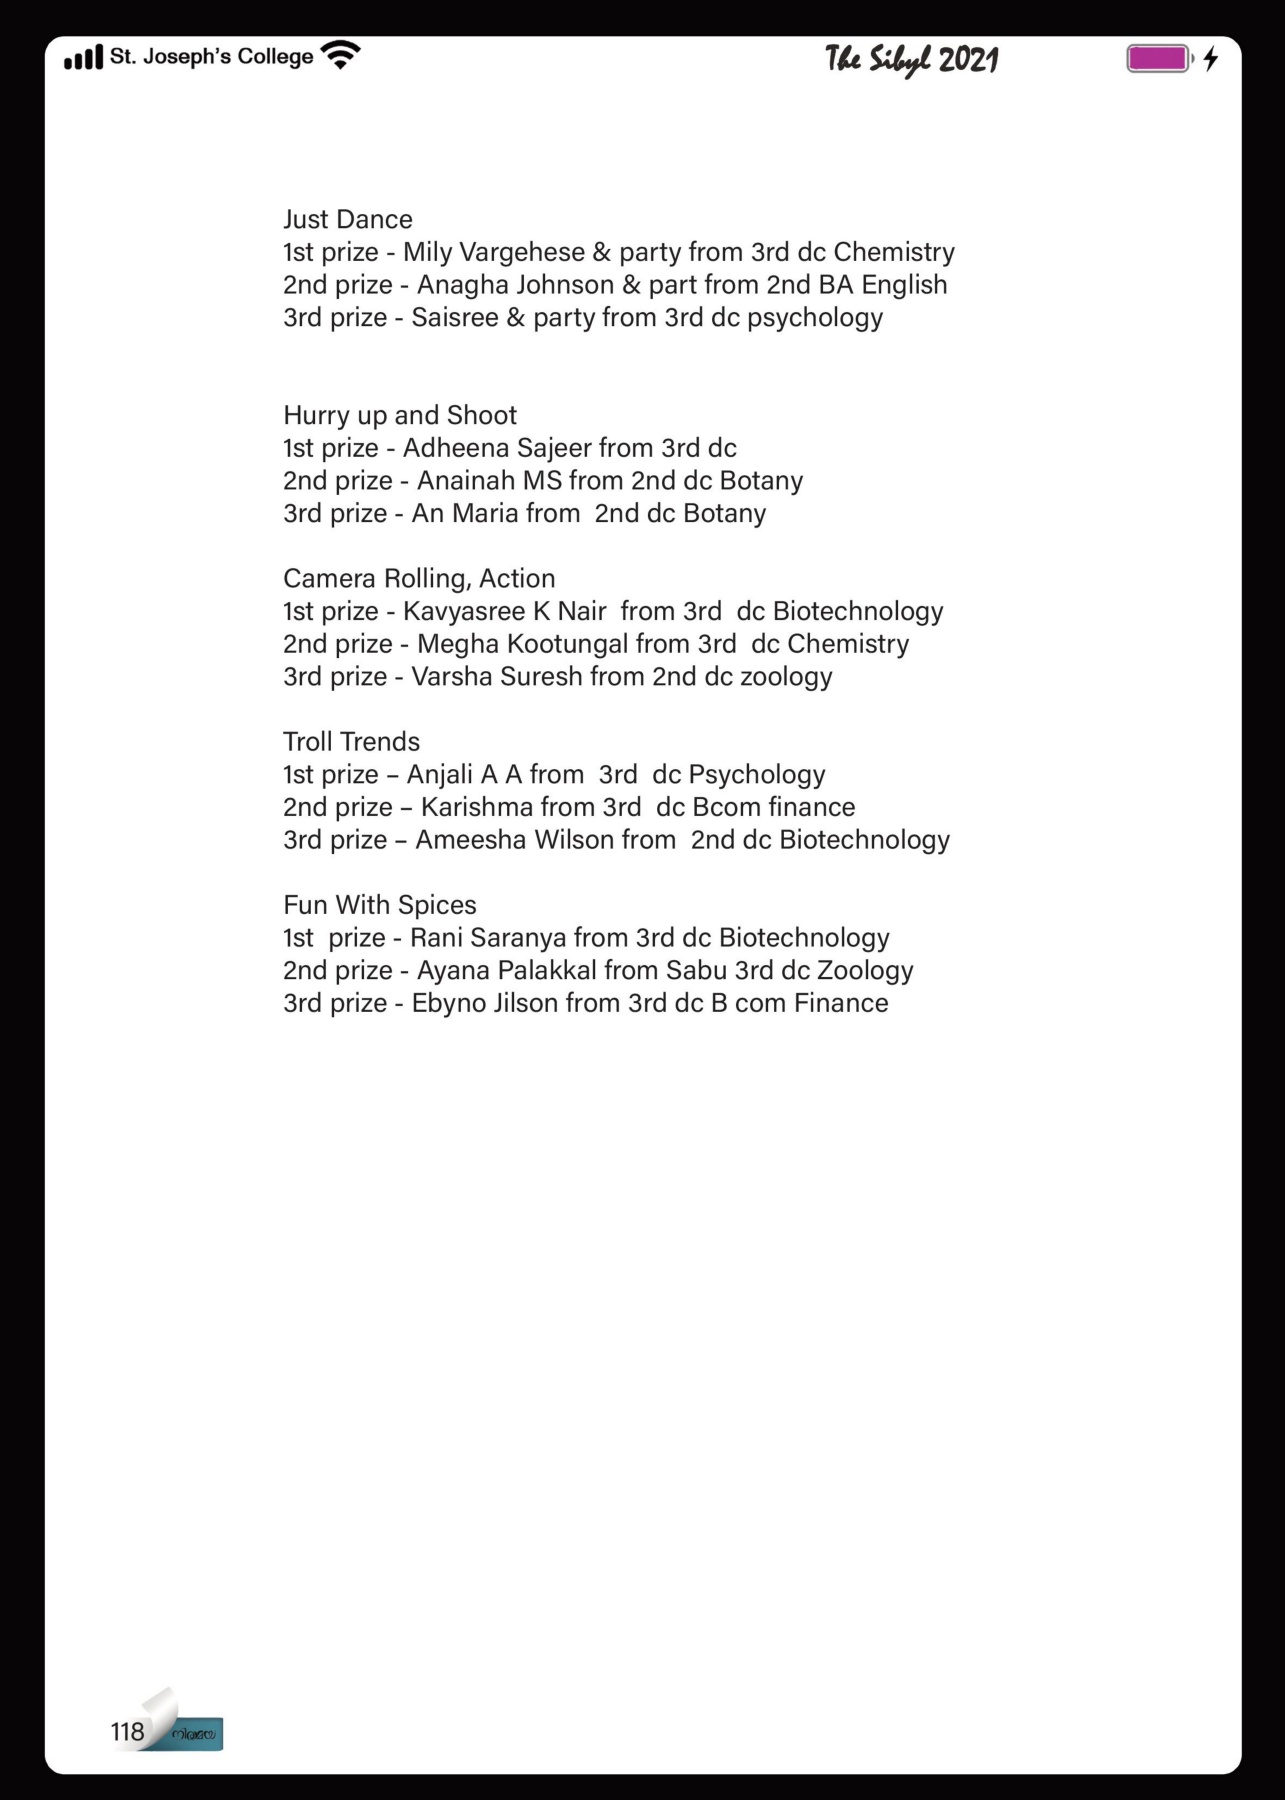 St. Joseph's College
The Sibyl 2021
Just Dance
1st prize - Mily Vargehese & party from 3rd dc Chemistry
2nd prize - Anagha Johnson & part from 2nd BA English
3rd prize - Saisree & party from 3rd dc psychology
Hurry up and Shoot
1st prize - Adheena Sajeer from 3rd dc
2nd prize - Anainah MS from 2nd dc Botany
3rd prize - An Maria from  2nd dc Botany
Camera Rolling, Action
1st prize - Kavyasree K Nair  from 3rd  dc Biotechnology
2nd prize - Megha Kootungal from 3rd  dc Chemistry
3rd prize - Varsha Suresh from 2nd dc zoology
Troll Trends
1st prize – Anjali A A from  3rd  dc Psychology
2nd prize – Karishma from 3rd  dc Bcom finance
3rd prize – Ameesha Wilson from  2nd dc Biotechnology
Fun With Spices
1st  prize - Rani Saranya from 3rd dc Biotechnology
2nd prize - Ayana Palakkal from Sabu 3rd dc Zoology
3rd prize - Ebyno Jilson from 3rd dc B com Finance
118